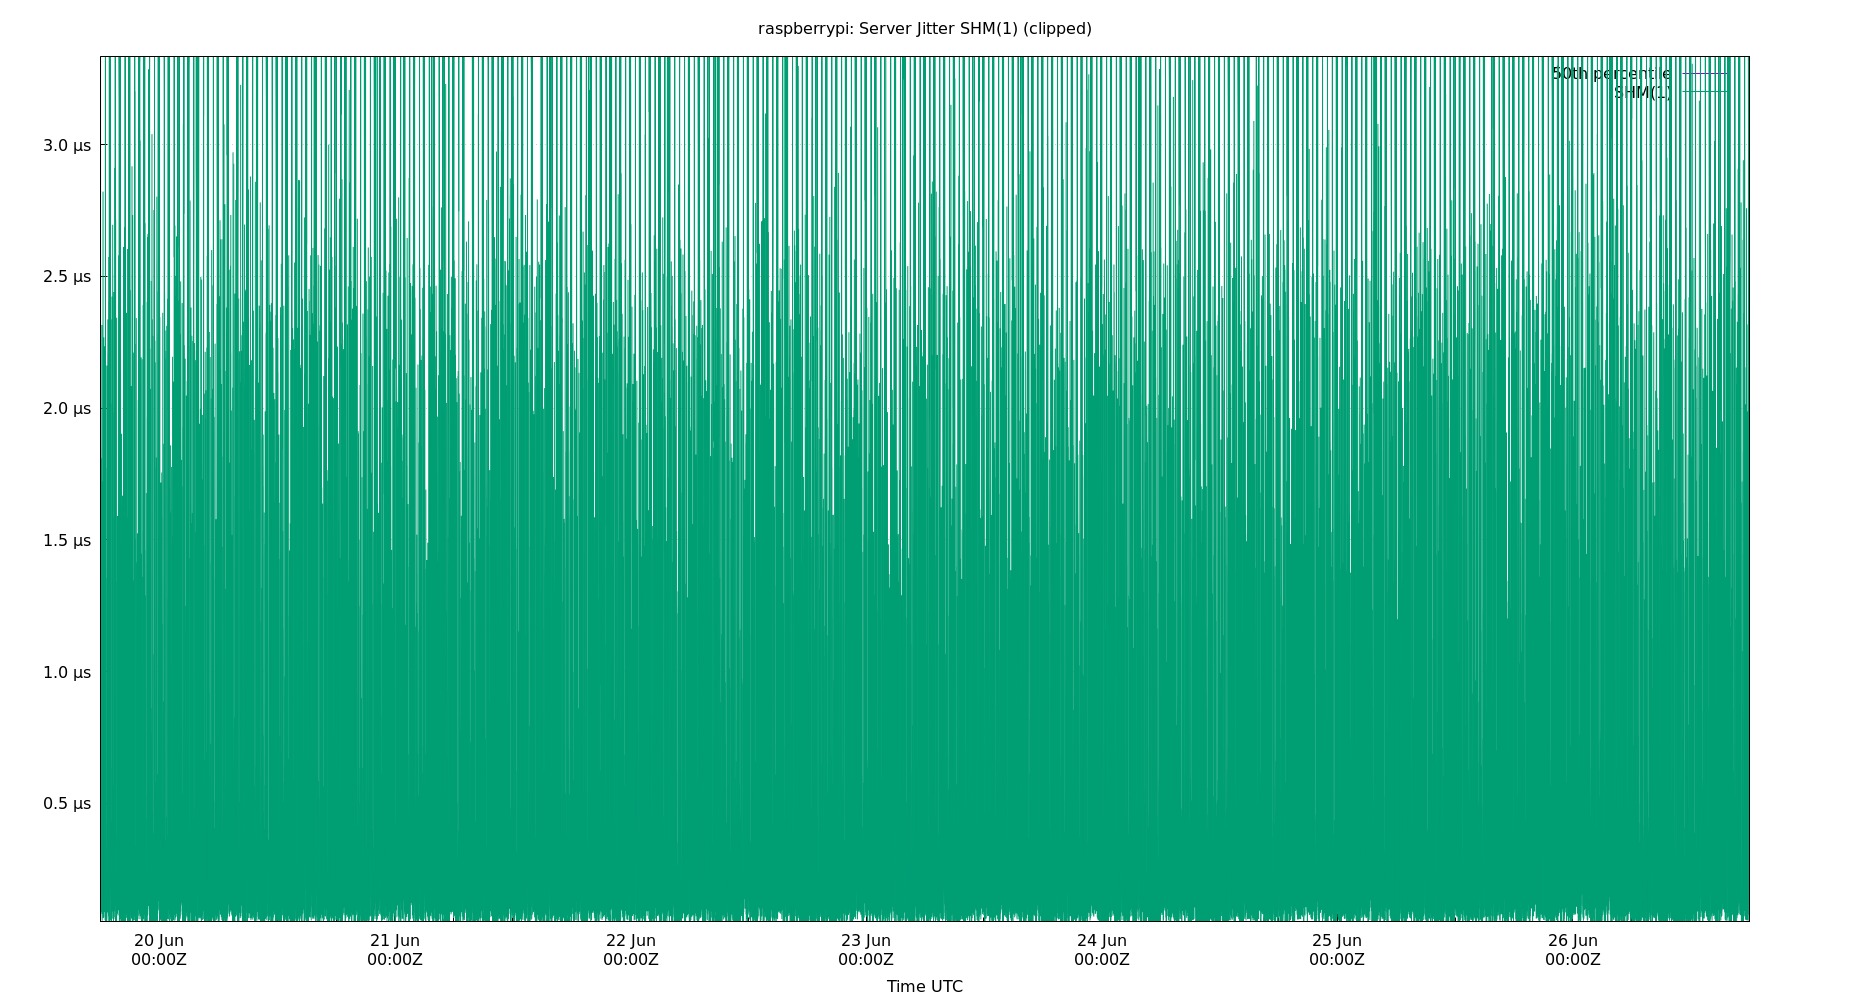 raspberrypi: Server Jitter SHM(1) (clipped)
50th percentile
SHM(1)
3.0 µs
2.5 µs
2.0 µs
1.5 µs
1.0 µs
0.5 µs
20 Jun 21 Jun 22 Jun 23 Jun 24 Jun 25 Jun 26 Jun
00:00Z 00:00Z 00:00Z 00:00Z 00:00Z 00:00Z 00:00Z
Time UTC